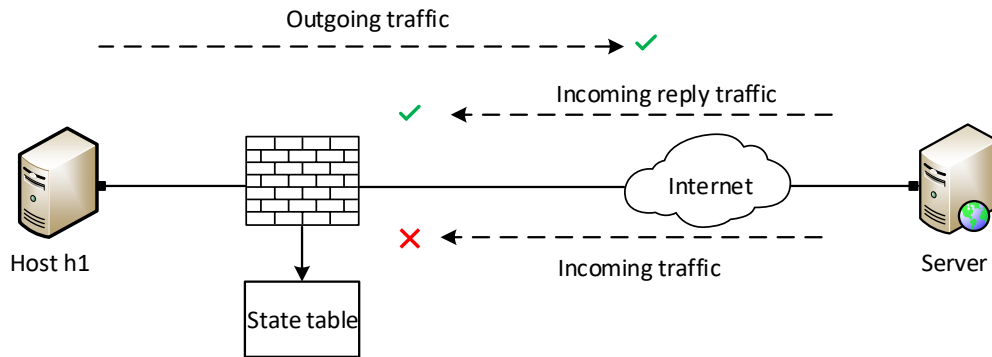 Outgoing traffic
Incoming reply traffic
Internet
Host h1
Incoming traffic
Server
State table